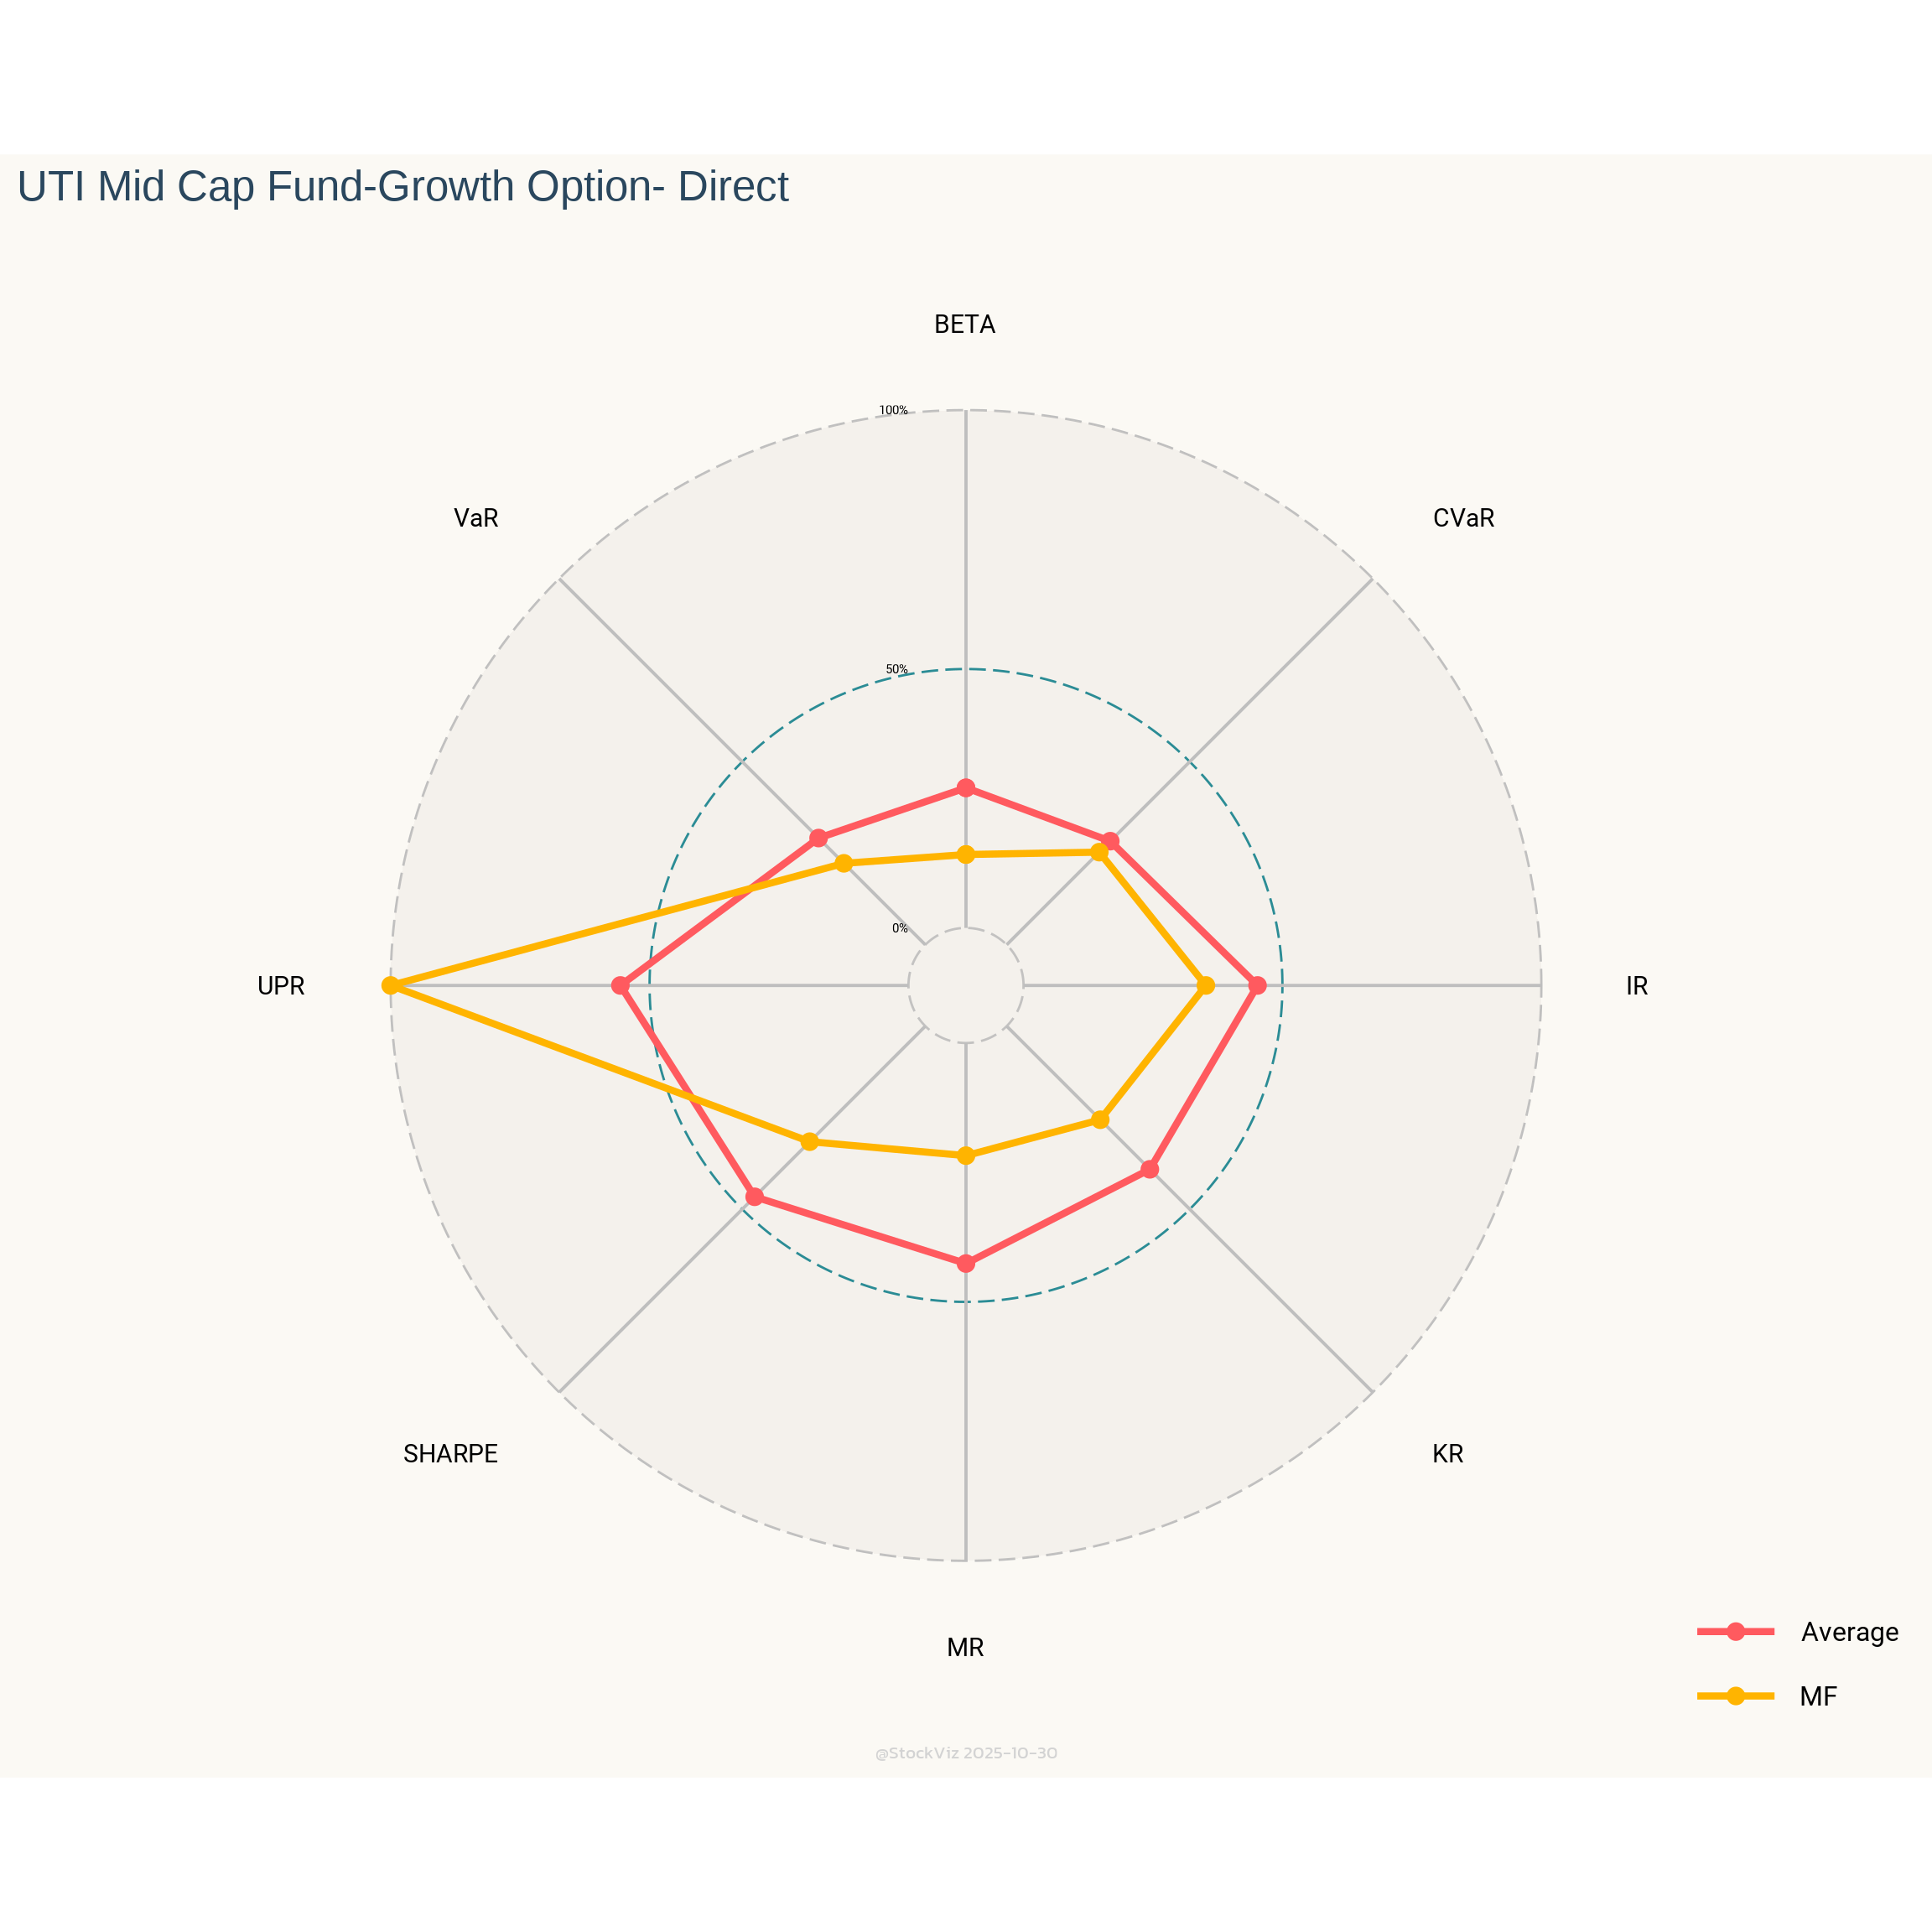 UTI Mid Cap Fund-Growth Option- Direct
BETA
100%
VaR
CVaR
50%
0%
UPR
IR
SHARPE
KR
MR
Average
MF
@StockViz 2025-10-30